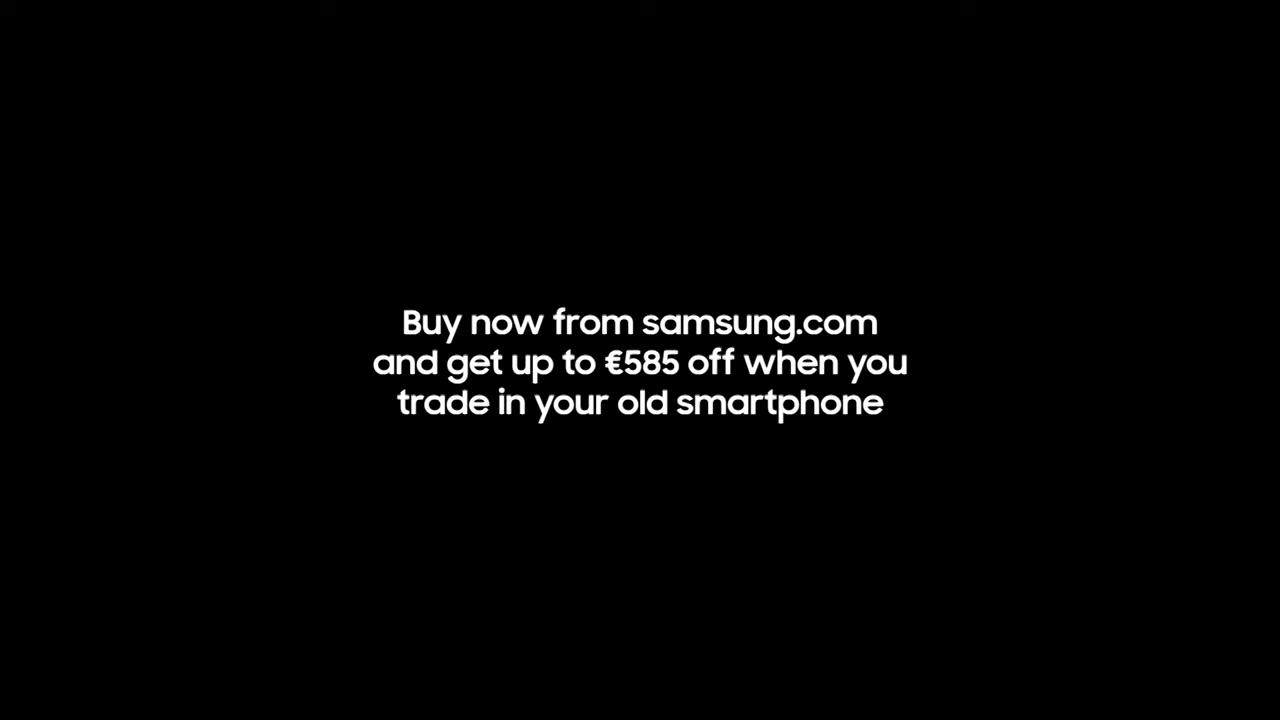 Buy now from samsung.com
and get up to €585 off when you
trade in your old smartphone